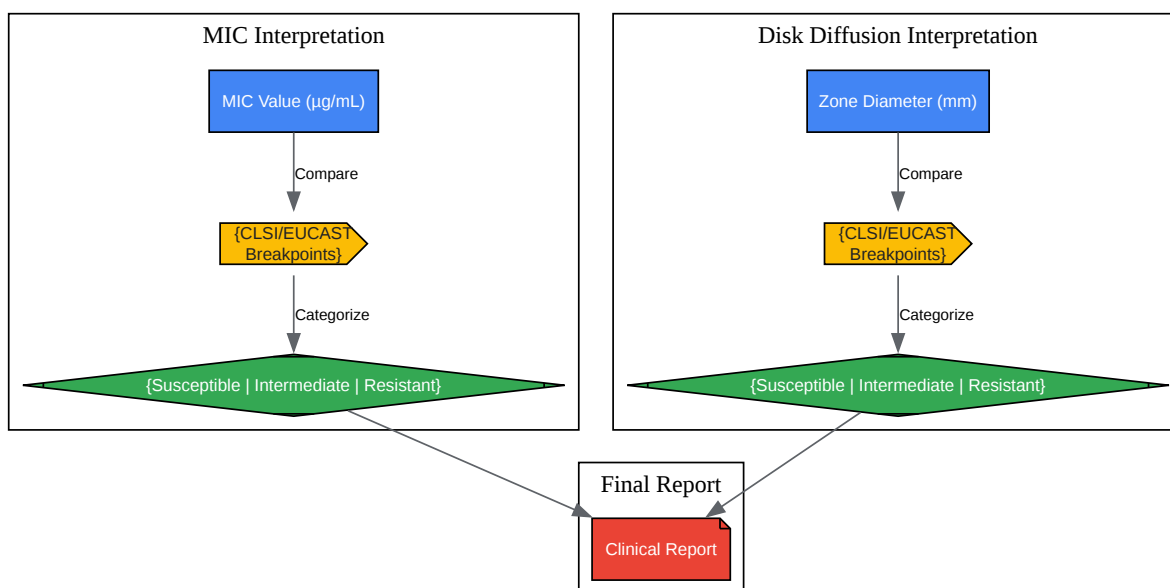 MIC Interpretation
MIC Value (µg/mL)
Compare
{CLSI/EUCAST
Breakpoints}
Categorize
{Susceptible | Intermediate | Resistant}
Disk Diffusion Interpretation
Zone Diameter (mm)
Compare
{CLSI/EUCAST
Breakpoints}
Categorize
{Susceptible | Intermediate | Resistant}
Final Report
Clinical Report